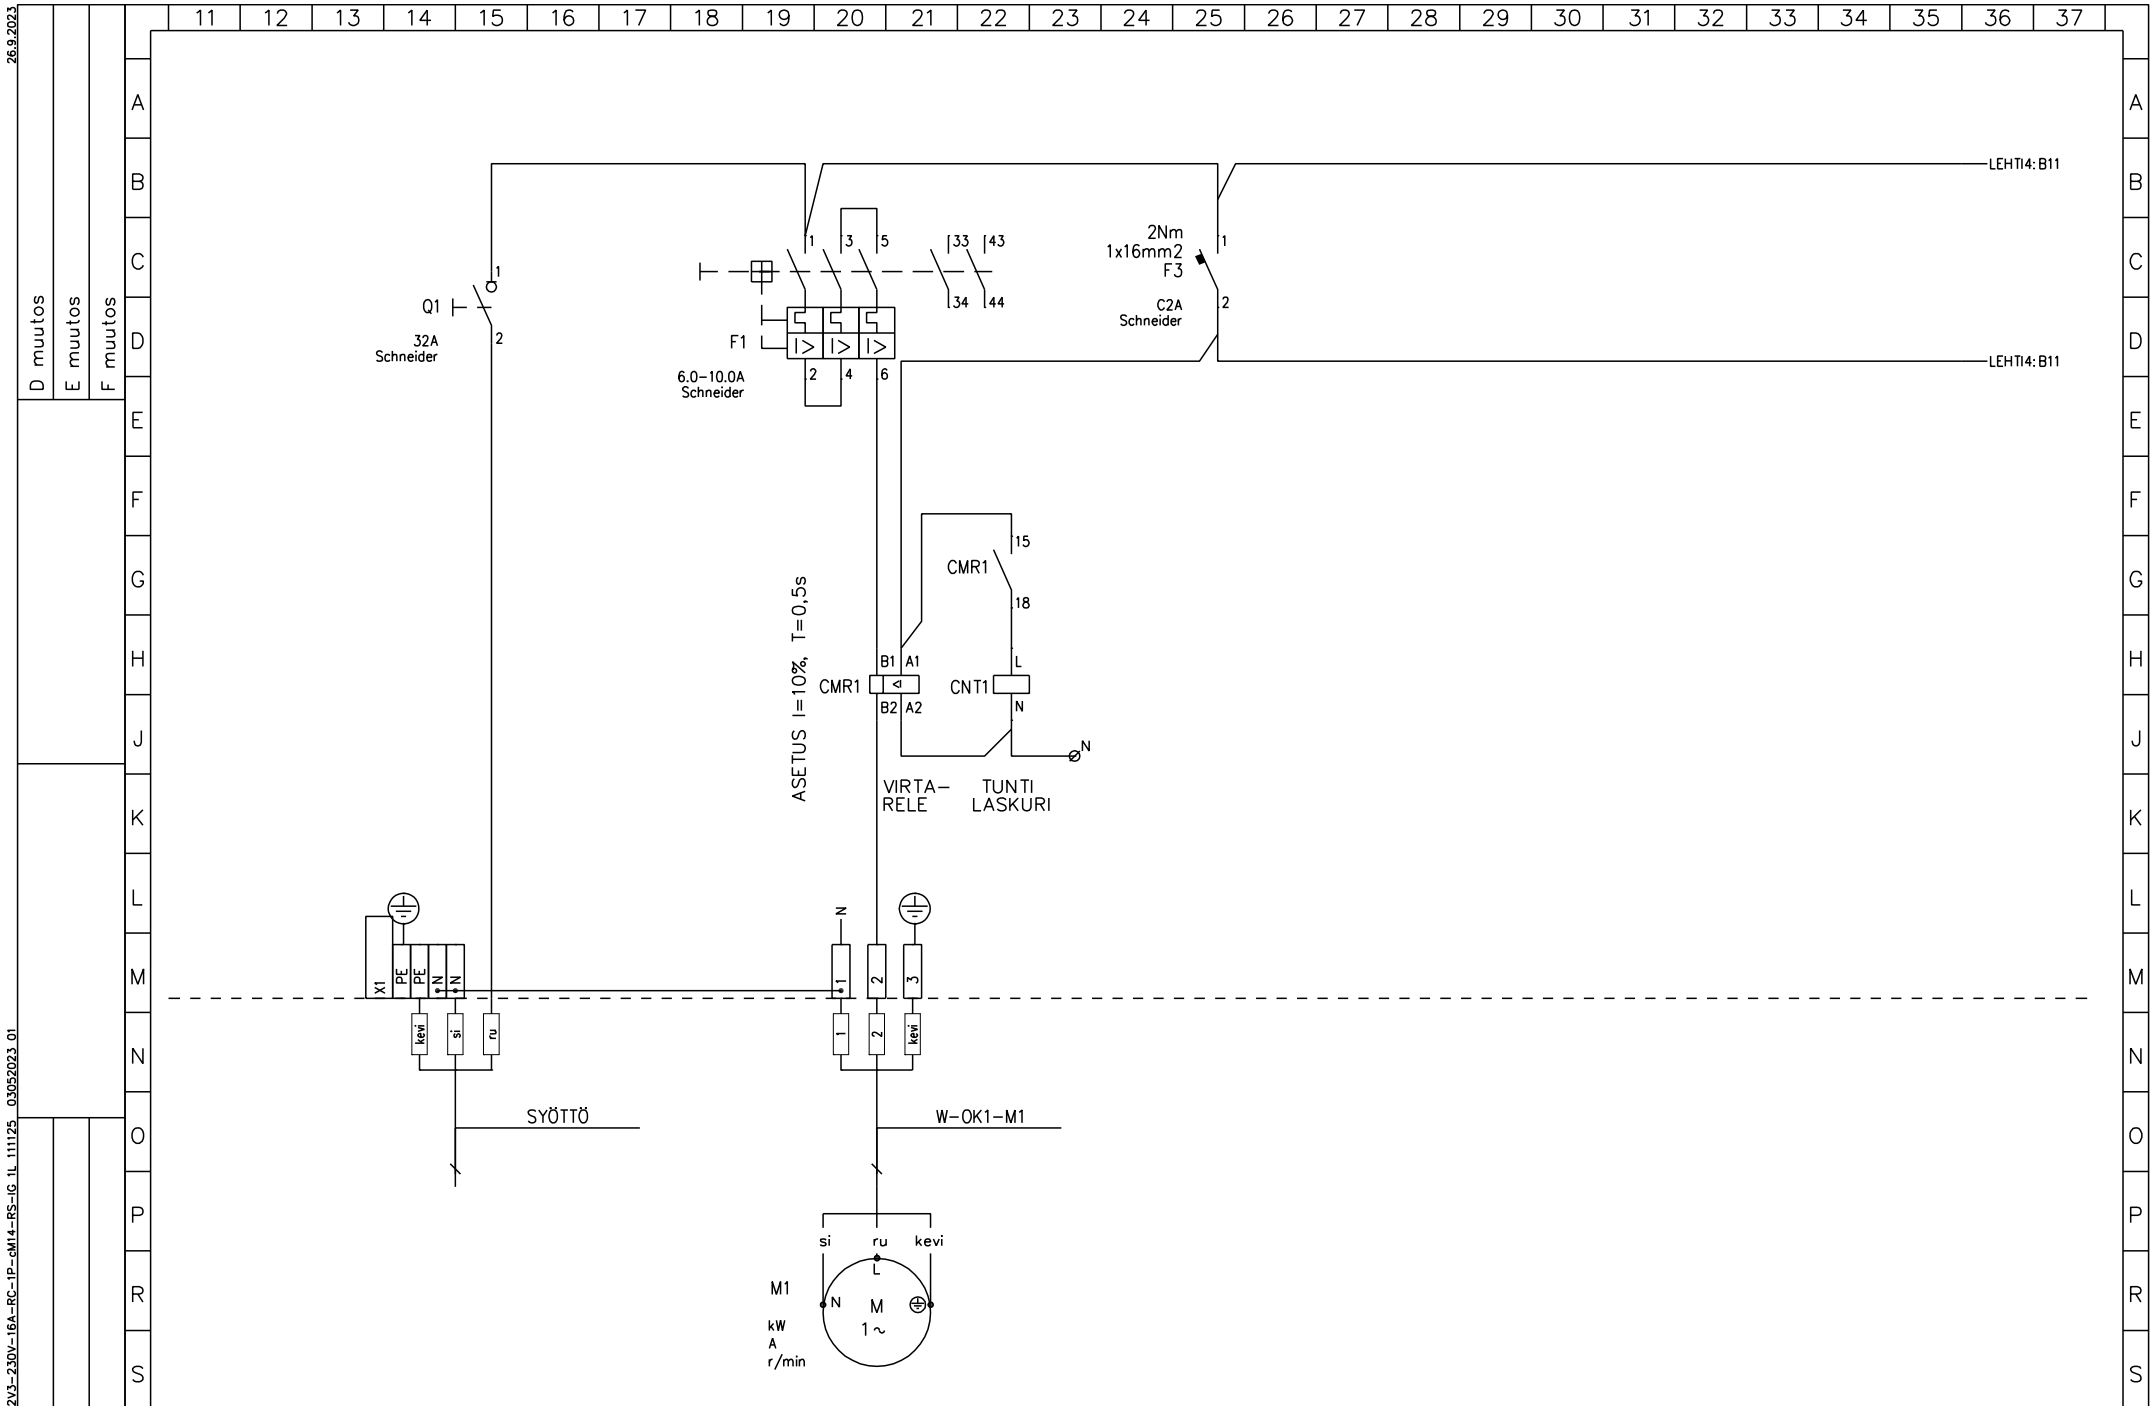 11 12 13 14 15 16 17 18 19 20 21 22 23 24 25 26 27 28 29 30 31 32 33 34 35 36 37
26.9.2023
D muutos
E muutos
F muutos
2V3-230V-16A-RC-1P-cM14-RS-IG 1L 11125 03052023 01
A A
LEHTI4:B11
B B
1 3 5 33 43
2Nm
1
1x16mm2
F3
C C
1
Q1
34 44
C2A
2
Schneider
32A
2
Schneider
D D
F1
I> I> I>
LEHTI4:B11
6.0-10.0A
2 4 6
Schneider
E E
F F
15
CMR1
G G
18
ASETUS I=10%, T=0,5s
H H
B1 A1 L
CMR1
CNT1
B2 A2 N
J J
N
VIRTA- TUNTI
RELE LASKURI
K K
L L
N
M M
X1 PE PE N N 1 2 3
N N
kevi si ru 1 2 kevi
SYÖTTÖ
W-OK1-M1
O O
P P
si ru kevi
L
M1
N M
R R
kW
1~
A
r/min
S S